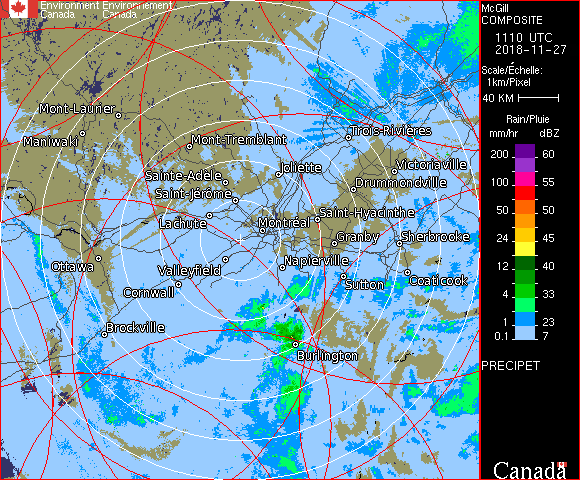 Environment Environnement
Canada Canada
McGill
COMPOSITE
1110 UTC
2018-11-27
Scale/Échelle:
1km/Pixel
40 KM
Rain/Pluie
mm/hr dBZ
200 60
100 55
50 50
24 45
12 40
4 33
1 23
0.1 7
PRECIPET
Canada
Mont-Laurier
Maniwaki
Mont-Tremblant
Trois-Rivières
Joliette
Victoriaville
Sainte-Adèle
Drummondville
Saint-Jérôme
Saint-Hyacinthe
Lachute
Montréal
Granby
Sherbrooke
Ottawa
Valleyfield
Napierville
Sutton
Coaticook
Cornwall
Brockville
Burlington